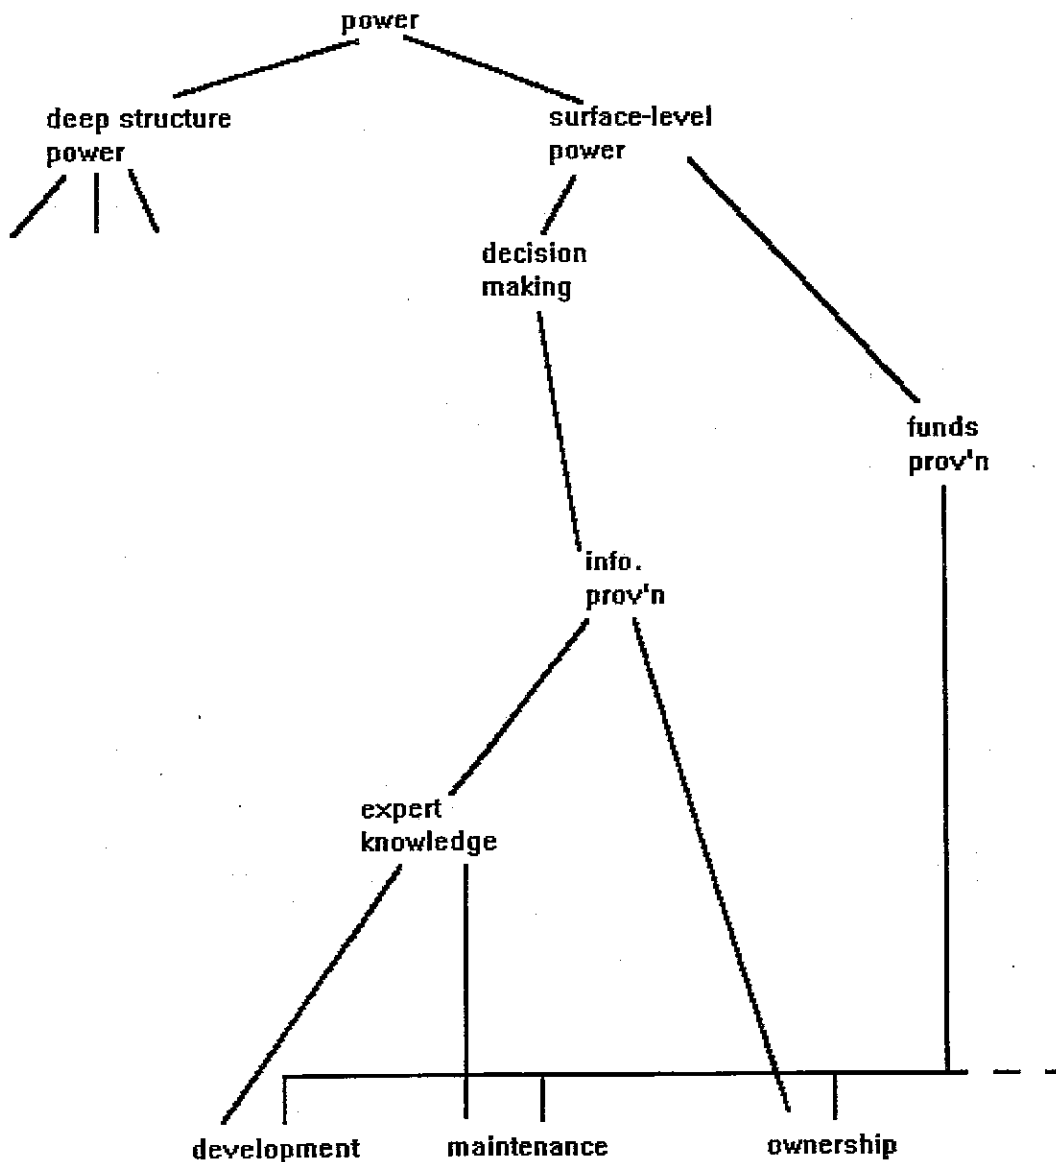 power
deep structure
power
surface-level
power
decision
making
funds
prov'n
info.
prov'n
expert
knowledge
development
maintenance
ownership